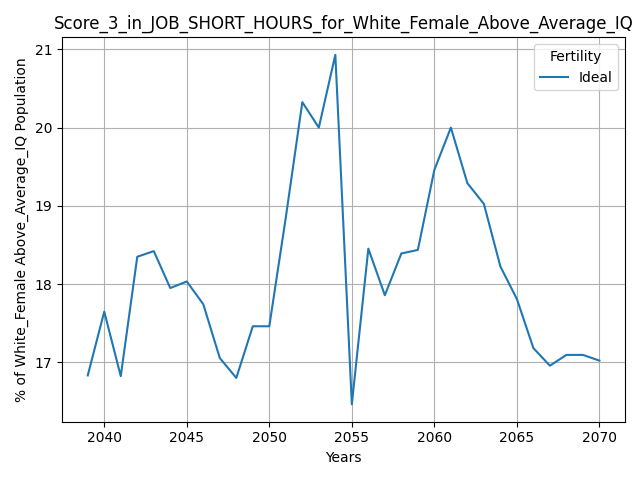 Score_3_in_JOB_SHORT_HOURS_for_White_Female_Above_Average_IQ
Fertility
Ideal
% of White_Female Above_Average_IQ Population
21
20
19
18
17
2040 2045 2050 2055 2060 2065 2070
Years